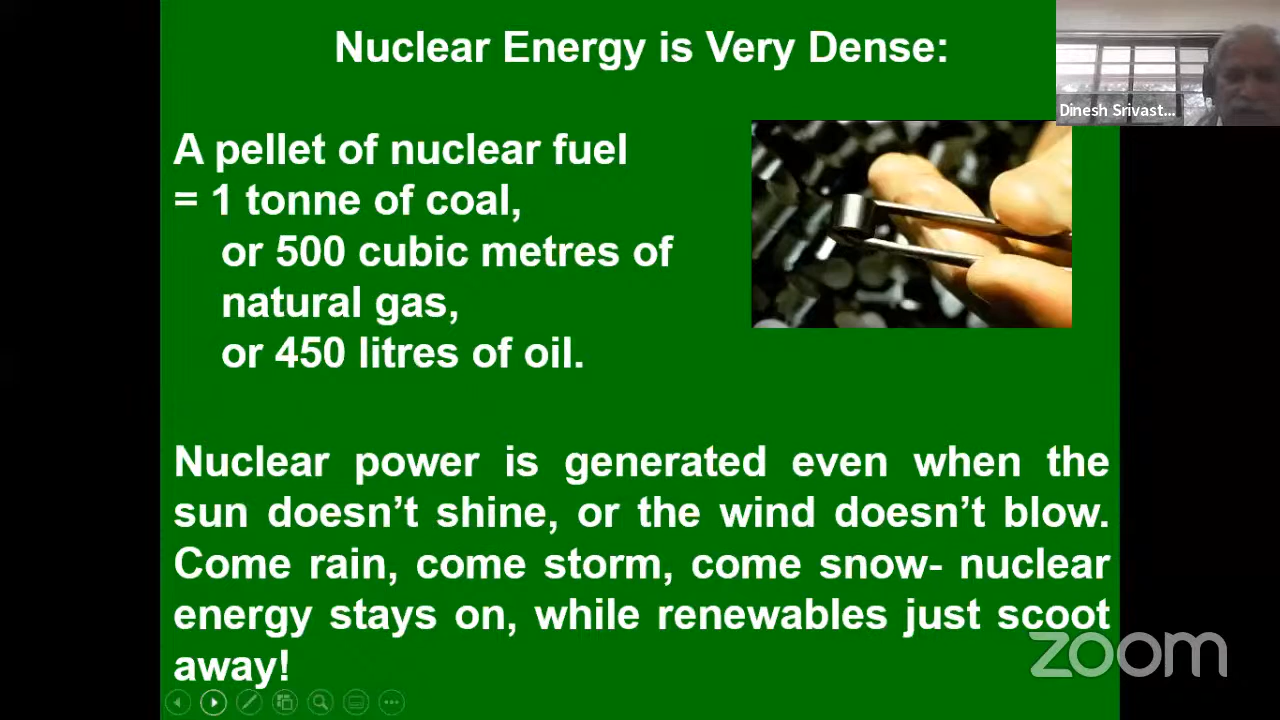 Nuclear Energy is Very Dense:
Dinesh Srivast...
A pellet of nuclear fuel
= 1 tonne of coal,
or 500 cubic metres of
natural gas,
or 450 litres of oil.
Nuclear power is generated even when the
sun doesn’t shine, or the wind doesn’t blow.
Come rain, come storm, come snow- nuclear
energy stays on, while renewables just scoot
away!
zoom